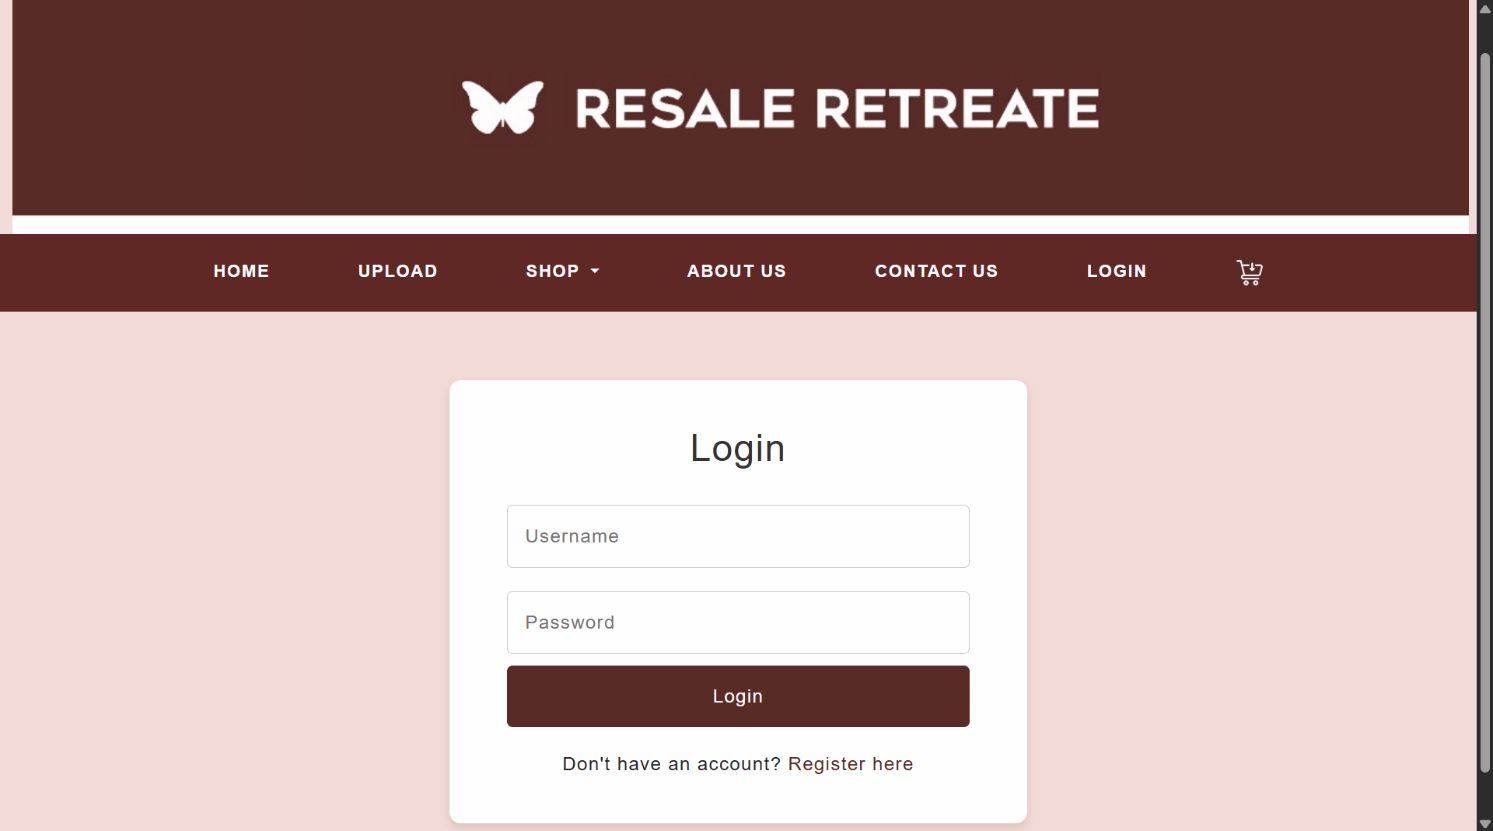 RESALE RETREATE
HOME UPLOAD SHOP ABOUT US CONTACT US LOGIN
Login
Username
Password
Login
Don't have an account? Register here